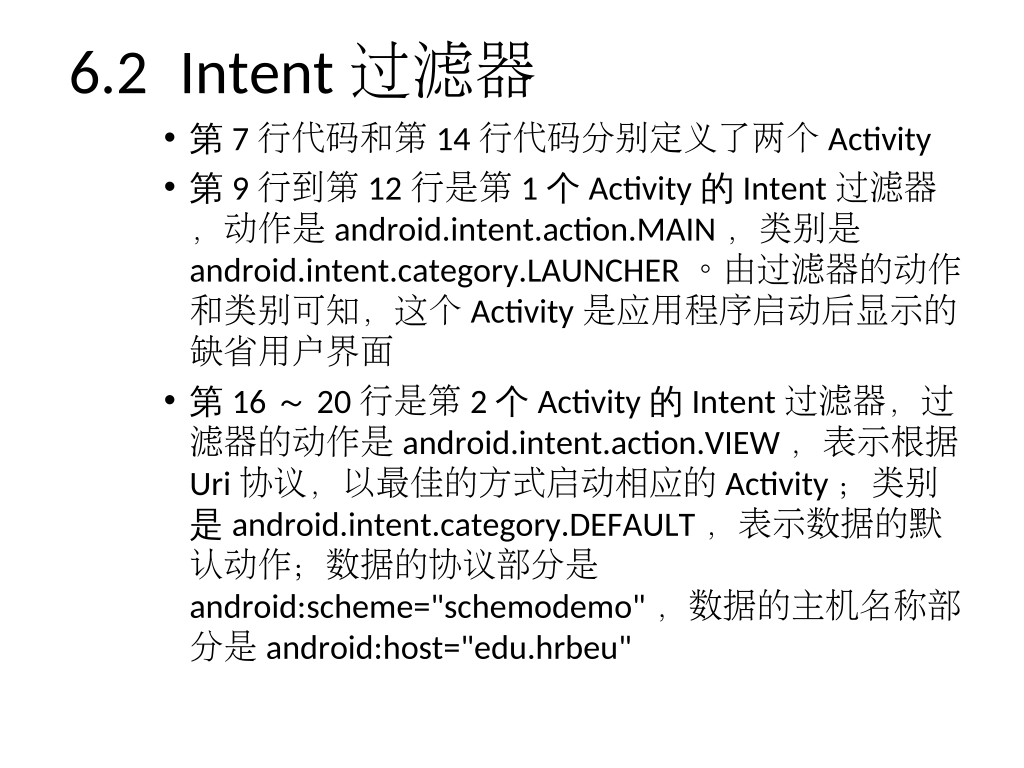 6.2 Intent 过滤器
• 第 7 行代码和第 14 行代码分别定义了两个 Activity
• 第 9 行到第 12 行是第 1 个 Activity 的 Intent 过滤器
，动作是 android.intent.action.MAIN ，类别是
android.intent.category.LAUNCHER 。由过滤器的动作
和类别可知，这个 Activity 是应用程序启动后显示的
缺省用户界面
• 第 16 ～ 20 行是第 2 个 Activity 的 Intent 过滤器，过
滤器的动作是 android.intent.action.VIEW ，表示根据
Uri 协议，以最佳的方式启动相应的 Activity ；类别
是 android.intent.category.DEFAULT ，表示数据的默
认动作；数据的协议部分是
android:scheme="schemodemo" ，数据的主机名称部
分是 android:host="edu.hrbeu"